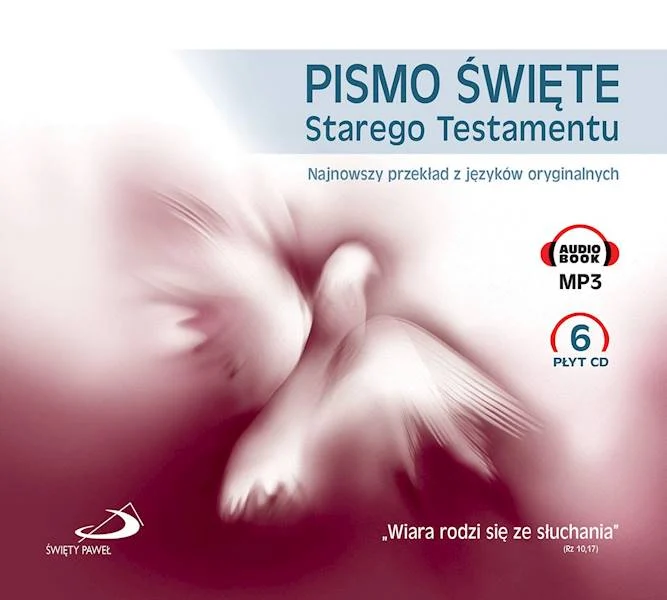 PISMO ŚWIĘTE
Starego Testamentu
Najnowszy przekład z języków oryginalnych
AUDIO
BOOK
MP3
6
PŁYT CD
„Wiara rodzi się ze słuchania"
(Rz 10,17)
ŚWIĘTY PAWEŁ